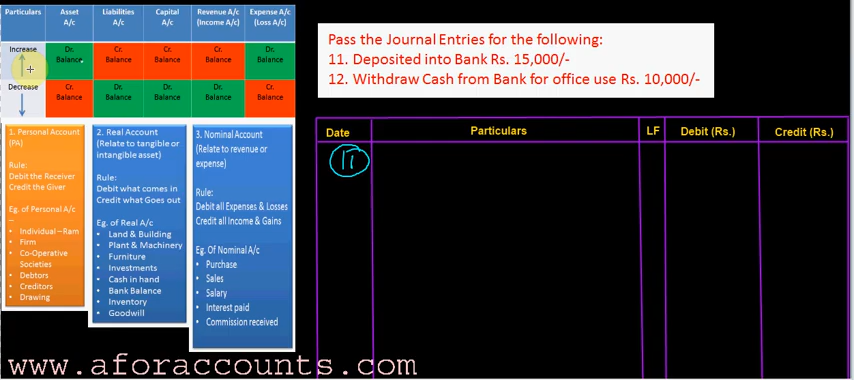 Particulars Asset A/c Liabilities A/c Capital A/c Revenue A/c (Income A/c) Expense A/c (Loss A/c)
Increase Dr. Balance Cr. Balance Cr. Balance Cr. Balance Dr. Balance
Decrease Cr. Balance Dr. Balance Dr. Balance Dr. Balance Cr. Balance
1. Personal Account
(PA)
Rule:
Debit the Receiver
Credit the Giver
Eg. of Personal A/c
–
• Individual – Ram
• Firm
• Co-Operative
Societies
• Debtors
• Creditors
• Drawing
2. Real Account
(Relate to tangible or
intangible asset)
Rule:
Debit what comes in
Credit what Goes out
Eg. of Real A/c
• Land & Building
• Plant & Machinery
• Furniture
• Investments
• Cash in hand
• Bank Balance
• Inventory
• Goodwill
3. Nominal Account
(Relate to revenue or
expense)
Rule:
Debit all Expenses & Losses
Credit all Income & Gains
Eg. Of Nominal A/c
• Purchase
• Sales
• Salary
• Interest paid
• Commission received
Pass the Journal Entries for the following:
11. Deposited into Bank Rs. 15,000/-
12. Withdraw Cash from Bank for office use Rs. 10,000/-
Date Particulars LF Debit (Rs.) Credit (Rs.)
11
www.aforaccounts.com